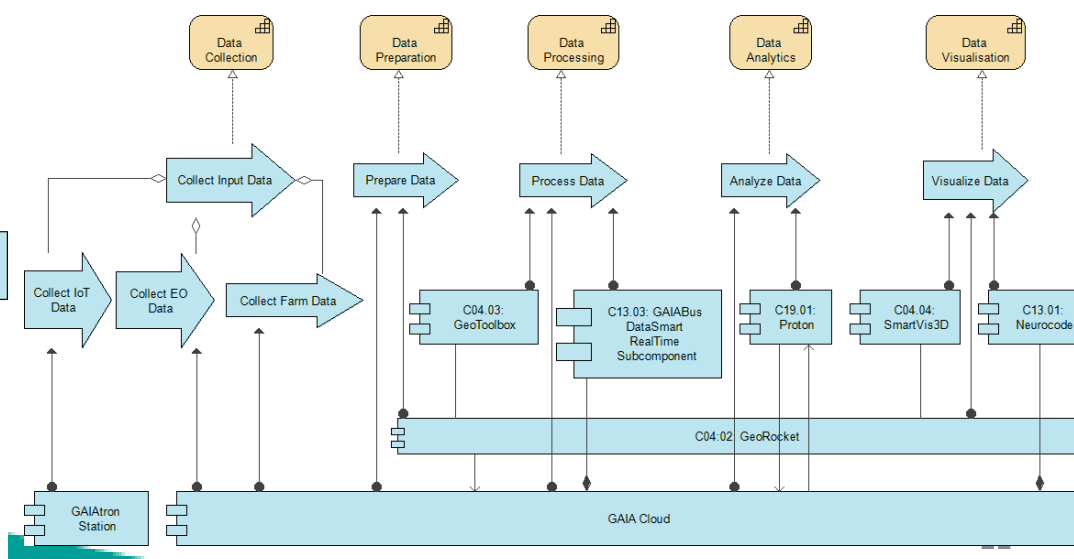 Data
Collection
Data
Preparation
Data
Processing
Data
Analytics
Data
Visualisation
Collect Input Data
Prepare Data
Process Data
Analyze Data
Visualize Data
Collect IoT
Data
Collect EO
Data
Collect Farm Data
C04.03:
GeoToolbox
C13.03: GAIABus
DataSmart
RealTime
Subcomponent
C19.01:
Proton
C04.04:
SmartVis3D
C13.01:
Neurocode
C04:02: GeoRocket
GAIAtron
Station
GAIA Cloud